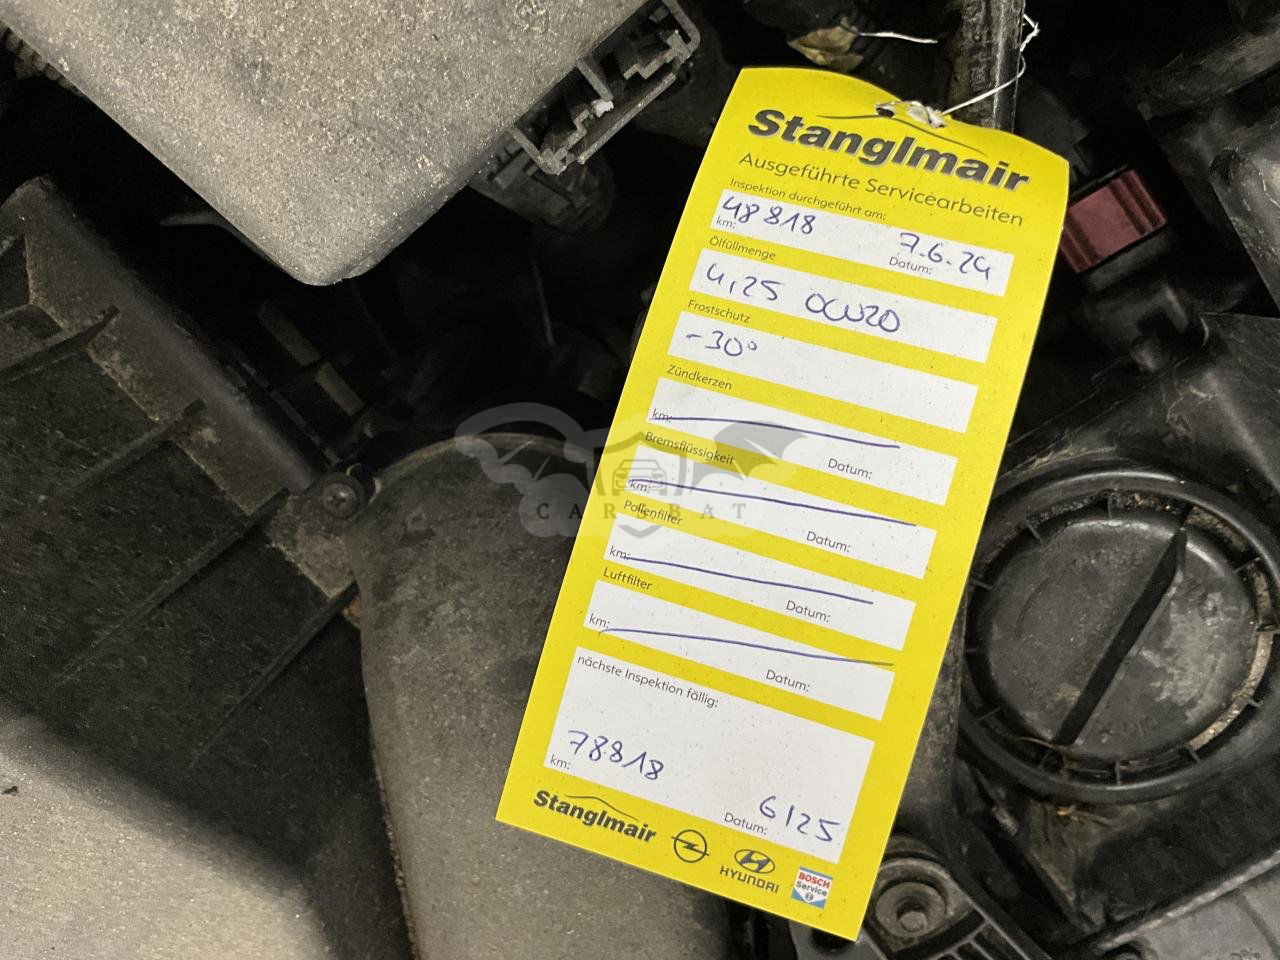 Stanglmair
Ausgeführte Servicearbeiten
Inspektion durchgeführt am:
48818 7.6.24
km: Datum:
Ölfüllmenge
4,25 0W20
Frostschutz
-30°
Zündkerzen
km: Datum:
Bremsflüssigkeit
km: Datum:
Pollenfilter
km: Datum:
Luftfilter
km: Datum:
nächste Inspektion fällig:
78818 6/25
km: Datum:
Stanglmair HYUNDAI BOSCH Service
CARSBAT